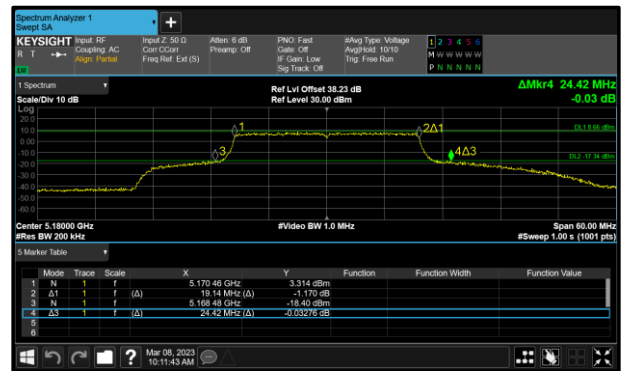 Spectrum Analyzer 1
Swept SA
+
KEYSIGHT Input: RF Input Z: 50 Ω Atten: 6 dB PNO: Fast #Avg Type: Voltage 1 2 3 4 5 6
R T Coupling: AC Corr CCorr Preamp: Off Gate: Off Avg|Hold: 10/10 M W W W W W
Align: Partial Freq Ref: Ext (S) IF Gain: Low Trig: Free Run
Sig Track: Off P N N N N N
1 Spectrum
Ref Lvl Offset 38.23 dB ΔMkr4 24.42 MHz
Scale/Div 10 dB Ref Level 30.00 dBm -0.03 dB
Log
20.0
10.0 1 2Δ1 DL1 8.66 dBm
0.00
-10.0 3 4Δ3
-20.0 DL2 -17.34 dBm
-30.0
-40.0
-50.0
-60.0
Center 5.18000 GHz #Video BW 1.0 MHz Span 60.00 MHz
#Res BW 200 kHz #Sweep 1.00 s (1001 pts)
5 Marker Table
Mode Trace Scale X Y Function Function Width Function Value
1 N 1 f 5.170 46 GHz 3.314 dBm
2 Δ1 1 f (Δ) 19.14 MHz (Δ) -1.170 dB
3 N 1 f 5.168 48 GHz -18.40 dBm
4 Δ3 1 f (Δ) 24.42 MHz (Δ) -0.03276 dB
5
6
? Mar 08, 2023
10:11:43 AM